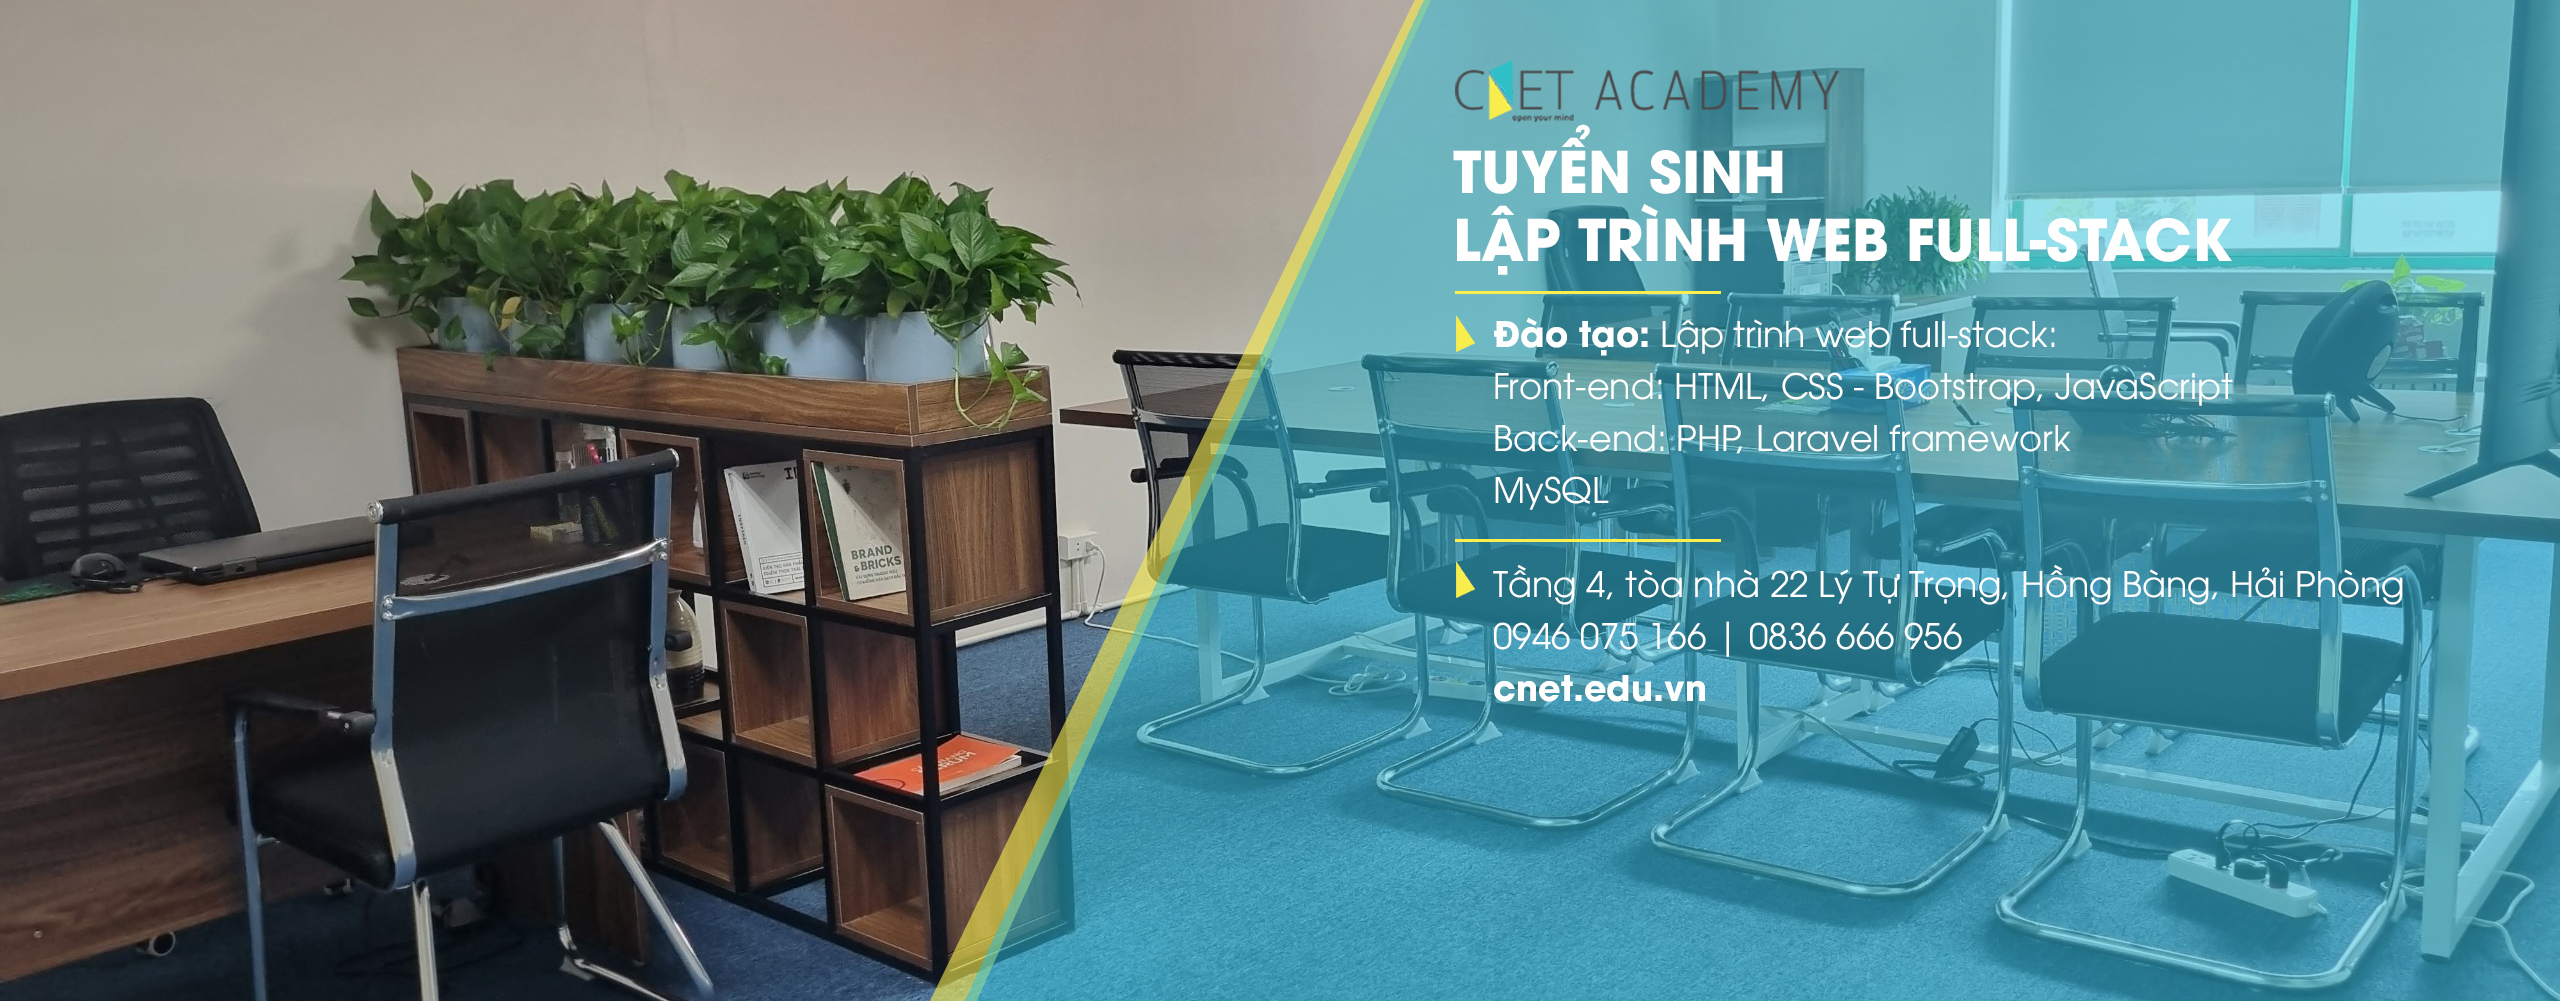 CNET ACADEMY
open your mind
TUYỂN SINH
LẬP TRÌNH WEB FULL-STACK
Đào tạo: Lập trình web full-stack:
Front-end: HTML, CSS - Bootstrap, JavaScript
Back-end: PHP, Laravel framework
MySQL
Tầng 4, tòa nhà 22 Lý Tự Trọng, Hồng Bàng, Hải Phòng
0946 075 166 | 0836 666 956
cnet.edu.vn
BRAND
& BRICKS